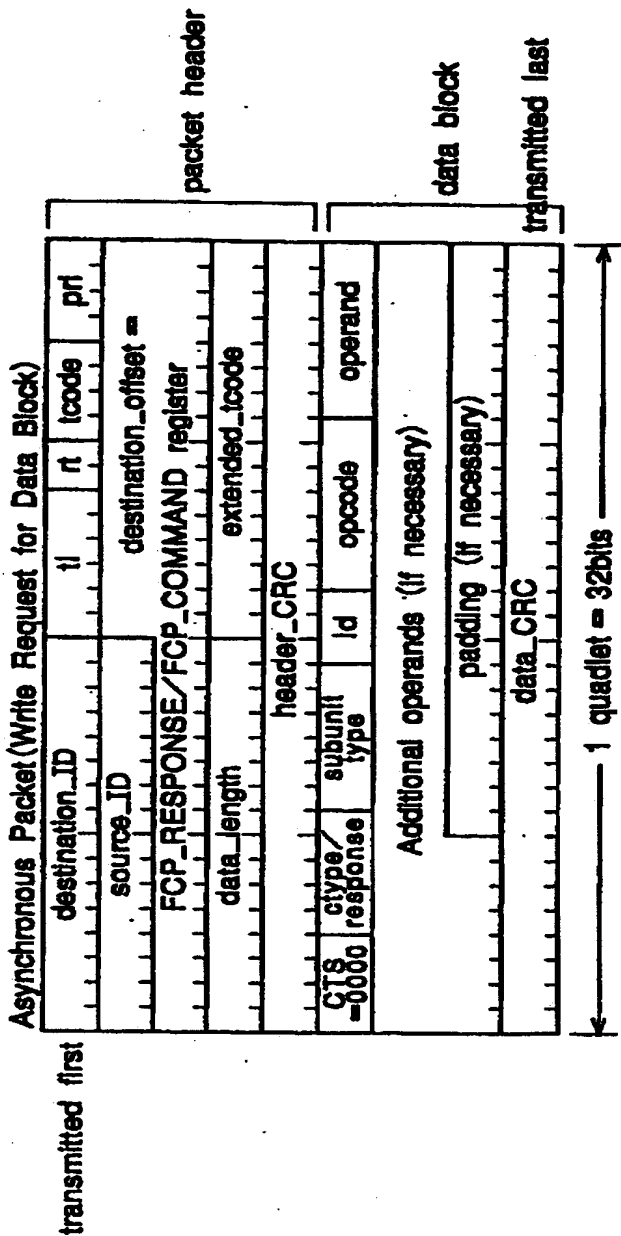 Asynchronous Packet(Write Request for Data Block)
transmitted first
destination_ID tl rt tcode pri
source_ID destination_offset =
FCP_RESPONSE/FCP_COMMAND register
data_length extended_tcode
header_CRC
packet header
CTS
=0000
ctype/
response
subunit
type
id
opcode
operand
Additional operands (if necessary)
padding (if necessary)
data_CRC
data block
transmitted last
1 quadlet = 32bits